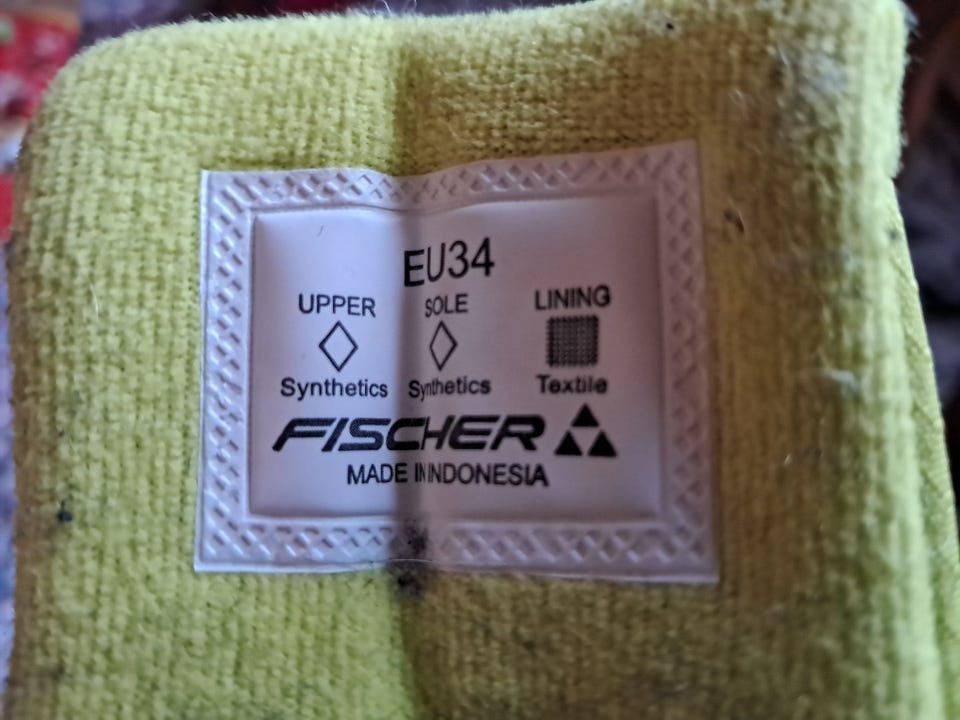 EU34
UPPER SOLE LINING
Synthetics Synthetics Textile
FISCHER
MADE IN INDONESIA